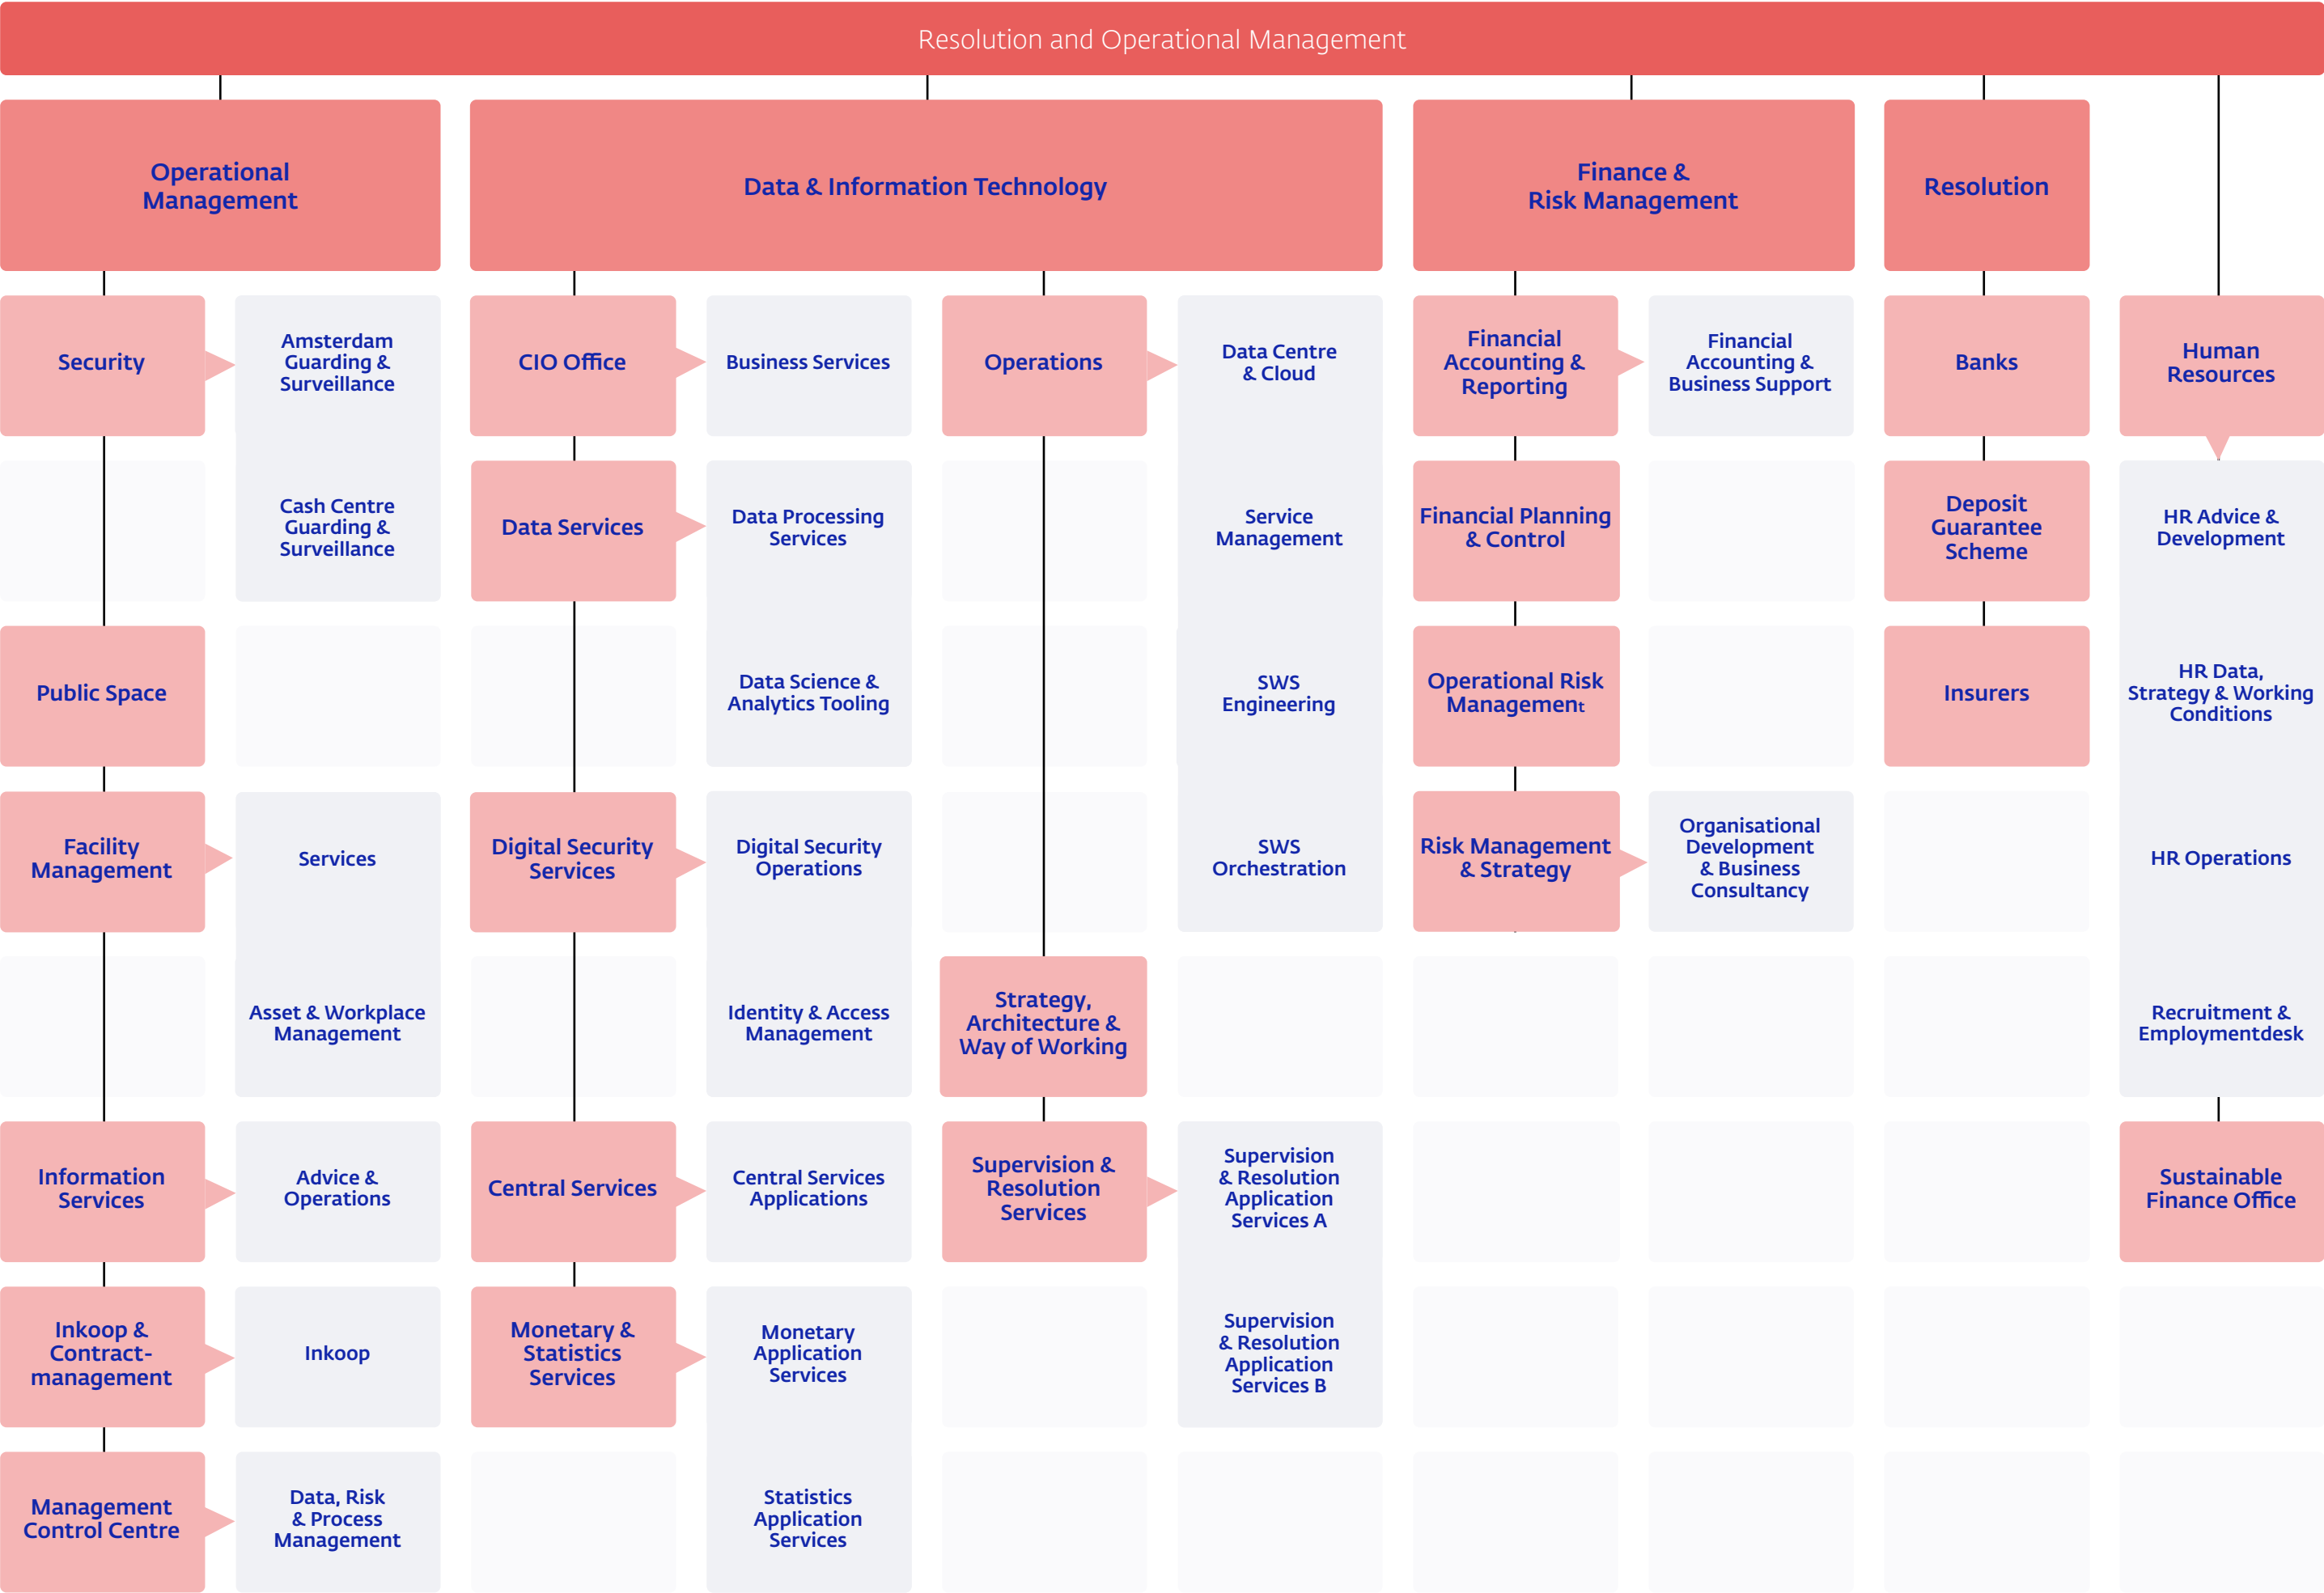 Resolution and Operational Management
Operational
Management
Data & Information Technology
Finance &
Risk Management
Resolution
Security
Amsterdam
Guarding &
Surveillance
CIO Office
Business Services
Operations
Data Centre
& Cloud
Financial
Accounting &
Reporting
Financial
Accounting &
Business Support
Banks
Human
Resources
Cash Centre
Guarding &
Surveillance
Data Services
Data Processing
Services
Service
Management
Financial Planning
& Control
Deposit
Guarantee
Scheme
HR Advice &
Development
Public Space
Data Science &
Analytics Tooling
SWS
Engineering
Operational Risk
Management
Insurers
HR Data,
Strategy & Working
Conditions
Facility
Management
Services
Digital Security
Services
Digital Security
Operations
SWS
Orchestration
Risk Management
& Strategy
Organisational
Development
& Business
Consultancy
HR Operations
Asset & Workplace
Management
Identity & Access
Management
Strategy,
Architecture &
Way of Working
Recruitment &
Employmentdesk
Information
Services
Advice &
Operations
Central Services
Central Services
Applications
Supervision &
Resolution
Services
Supervision
& Resolution
Application
Services A
Sustainable
Finance Office
Inkoop &
Contract-
management
Inkoop
Monetary &
Statistics
Services
Monetary
Application
Services
Supervision
& Resolution
Application
Services B
Management
Control Centre
Data, Risk
& Process
Management
Statistics
Application
Services